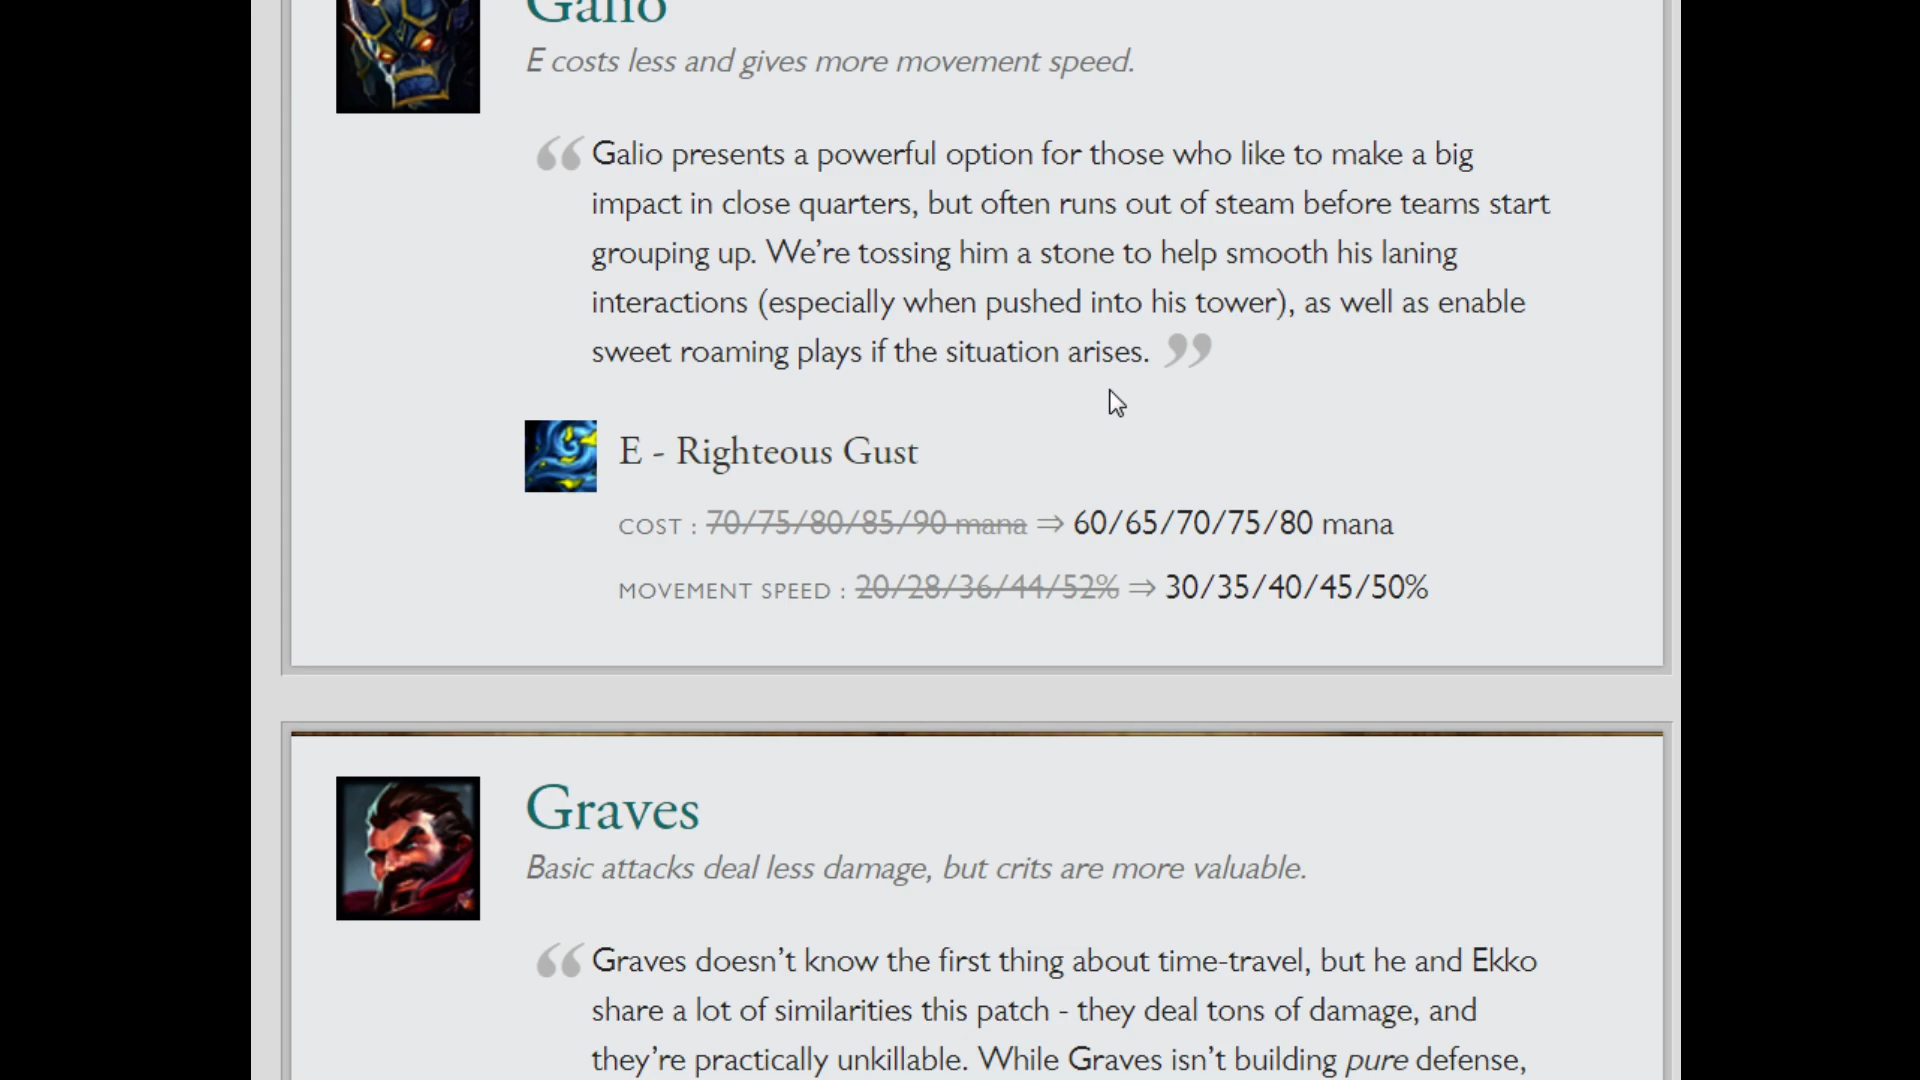 Galio
E costs less and gives more movement speed.
“ Galio presents a powerful option for those who like to make a big
impact in close quarters, but often runs out of steam before teams start
grouping up. We’re tossing him a stone to help smooth his laning
interactions (especially when pushed into his tower), as well as enable
sweet roaming plays if the situation arises. ”
E - Righteous Gust
COST : 70/75/80/85/90 mana ⇒ 60/65/70/75/80 mana
MOVEMENT SPEED : 20/28/36/44/52% ⇒ 30/35/40/45/50%
Graves
Basic attacks deal less damage, but crits are more valuable.
“ Graves doesn’t know the first thing about time-travel, but he and Ekko
share a lot of similarities this patch - they deal tons of damage, and
they’re practically unkillable. While Graves isn’t building pure defense,